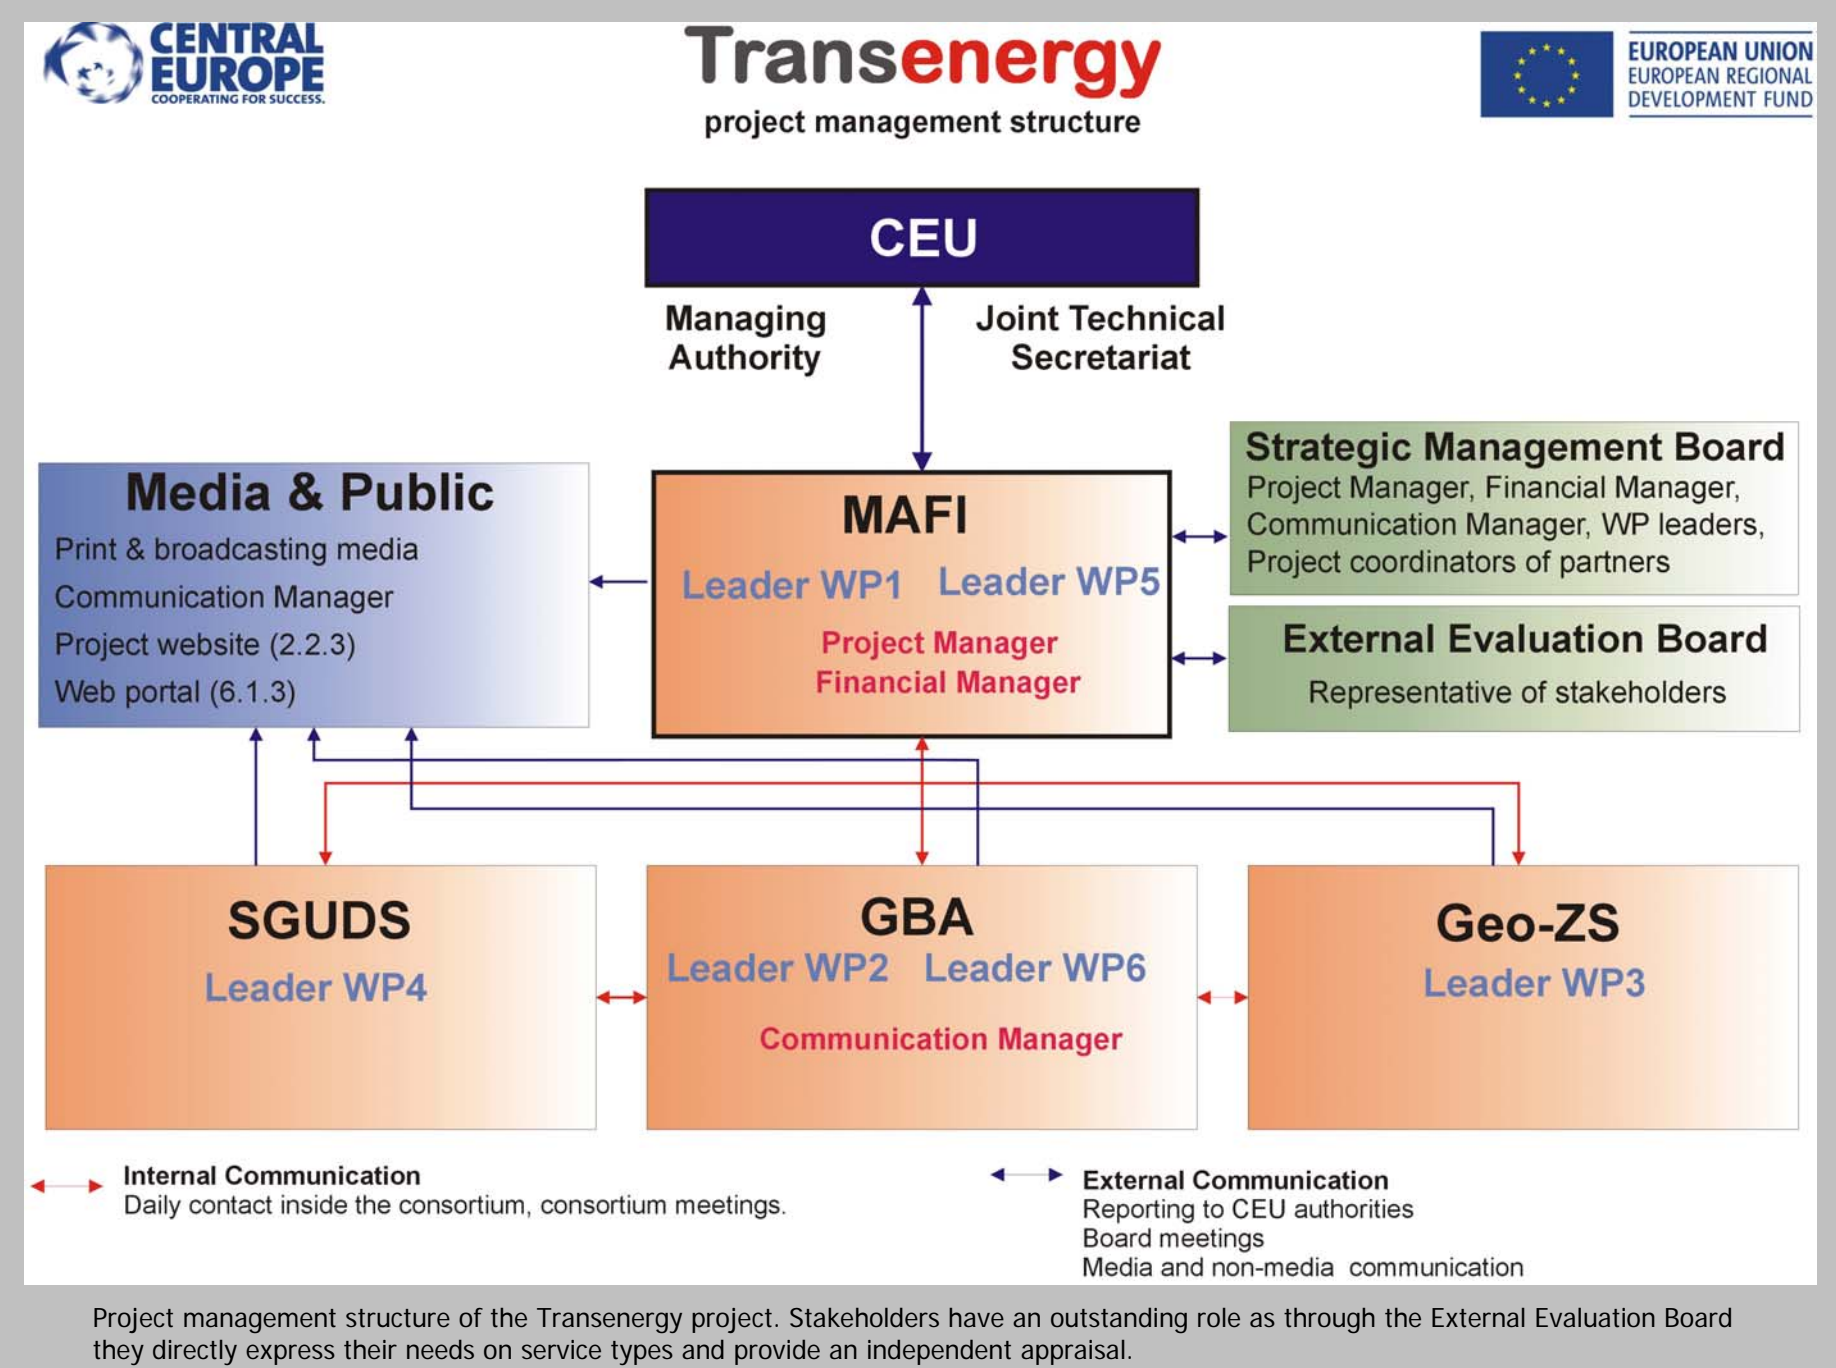 CENTRAL
EUROPE
COOPERATING FOR SUCCESS.
Transenergy
project management structure
EUROPEAN UNION
EUROPEAN REGIONAL
DEVELOPMENT FUND
CEU
Managing
Authority
Joint Technical
Secretariat
Media & Public
Print & broadcasting media
Communication Manager
Project website (2.2.3)
Web portal (6.1.3)
MAFI
Leader WP1 Leader WP5
Project Manager
Financial Manager
Strategic Management Board
Project Manager, Financial Manager,
Communication Manager, WP leaders,
Project coordinators of partners
External Evaluation Board
Representative of stakeholders
SGUDS
Leader WP4
GBA
Leader WP2 Leader WP6
Communication Manager
Geo-ZS
Leader WP3
Internal Communication
Daily contact inside the consortium, consortium meetings.
External Communication
Reporting to CEU authorities
Board meetings
Media and non-media communication
Project management structure of the Transenergy project. Stakeholders have an outstanding role as through the External Evaluation Board
they directly express their needs on service types and provide an independent appraisal.